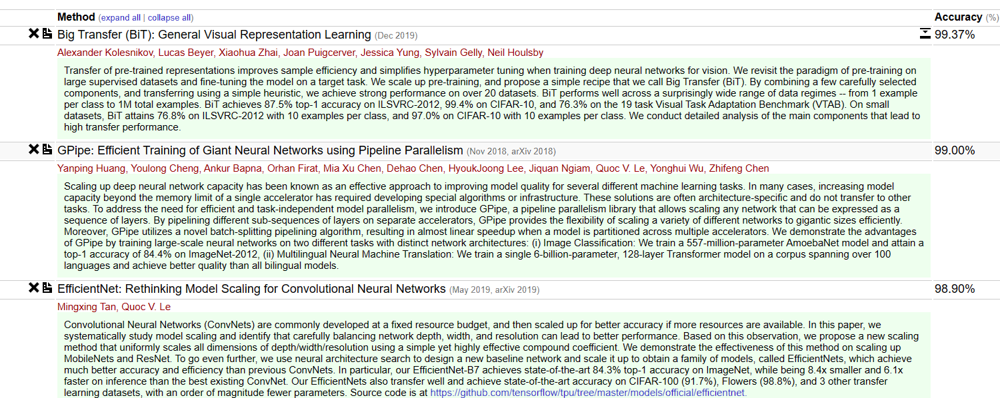 Method (expand all | collapse all) Accuracy (%)
Big Transfer (BiT): General Visual Representation Learning (Dec 2019) 99.37%
Alexander Kolesnikov, Lucas Beyer, Xiaohua Zhai, Joan Puigcerver, Jessica Yung, Sylvain Gelly, Neil Houlsby
Transfer of pre-trained representations improves sample efficiency and simplifies hyperparameter tuning when training deep neural networks for vision. We revisit the paradigm of pre-training on
large supervised datasets and fine-tuning the model on a target task. We scale up pre-training, and propose a simple recipe that we call Big Transfer (BiT). By combining a few carefully selected
components, and transferring using a simple heuristic, we achieve strong performance on over 20 datasets. BiT performs well across a surprisingly wide range of data regimes -- from 1 example
per class to 1M total examples. BiT achieves 87.5% top-1 accuracy on ILSVRC-2012, 99.4% on CIFAR-10, and 76.3% on the 19 task Visual Task Adaptation Benchmark (VTAB). On small
datasets, BiT attains 76.8% on ILSVRC-2012 with 10 examples per class, and 97.0% on CIFAR-10 with 10 examples per class. We conduct detailed analysis of the main components that lead to
high transfer performance.
GPipe: Efficient Training of Giant Neural Networks using Pipeline Parallelism (Nov 2018, arXiv 2018) 99.00%
Yanping Huang, Youlong Cheng, Ankur Bapna, Orhan Firat, Mia Xu Chen, Dehao Chen, HyoukJoong Lee, Jiquan Ngiam, Quoc V. Le, Yonghui Wu, Zhifeng Chen
Scaling up deep neural network capacity has been known as an effective approach to improving model quality for several different machine learning tasks. In many cases, increasing model
capacity beyond the memory limit of a single accelerator has required developing special algorithms or infrastructure. These solutions are often architecture-specific and do not transfer to other
tasks. To address the need for efficient and task-independent model parallelism, we introduce GPipe, a pipeline parallelism library that allows scaling any network that can be expressed as a
sequence of layers. By pipelining different sub-sequences of layers on separate accelerators, GPipe provides the flexibility of scaling a variety of different networks to gigantic sizes efficiently.
Moreover, GPipe utilizes a novel batch-splitting pipelining algorithm, resulting in almost linear speedup when a model is partitioned across multiple accelerators. We demonstrate the advantages
of GPipe by training large-scale neural networks on two different tasks with distinct network architectures: (i) Image Classification: We train a 557-million-parameter AmoebaNet model and attain a
top-1 accuracy of 84.4% on ImageNet-2012, (ii) Multilingual Neural Machine Translation: We train a single 6-billion-parameter, 128-layer Transformer model on a corpus spanning over 100
languages and achieve better quality than all bilingual models.
EfficientNet: Rethinking Model Scaling for Convolutional Neural Networks (May 2019, arXiv 2019) 98.90%
Mingxing Tan, Quoc V. Le
Convolutional Neural Networks (ConvNets) are commonly developed at a fixed resource budget, and then scaled up for better accuracy if more resources are available. In this paper, we
systematically study model scaling and identify that carefully balancing network depth, width, and resolution can lead to better performance. Based on this observation, we propose a new scaling
method that uniformly scales all dimensions of depth/width/resolution using a simple yet highly effective compound coefficient. We demonstrate the effectiveness of this method on scaling up
MobileNets and ResNet. To go even further, we use neural architecture search to design a new baseline network and scale it up to obtain a family of models, called EfficientNets, which achieve
much better accuracy and efficiency than previous ConvNets. In particular, our EfficientNet-B7 achieves state-of-the-art 84.3% top-1 accuracy on ImageNet, while being 8.4x smaller and 6.1x
faster on inference than the best existing ConvNet. Our EfficientNets also transfer well and achieve state-of-the-art accuracy on CIFAR-100 (91.7%), Flowers (98.8%), and 3 other transfer
learning datasets, with an order of magnitude fewer parameters. Source code is at https://github.com/tensorflow/tpu/tree/master/models/official/efficientnet.